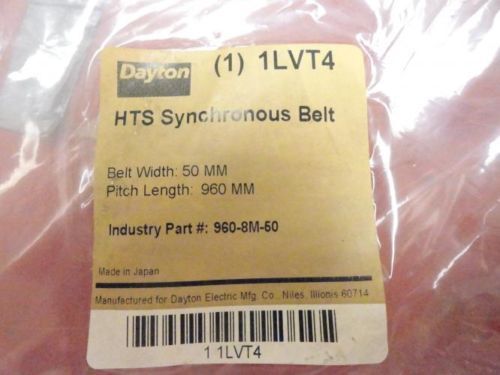 Dayton
(1) 1LVT4
HTS Synchronous Belt
Belt Width: 50 MM
Pitch Length: 960 MM
Industry Part #: 960-8M-50
Made in Japan
Manufactured for Dayton Electric Mfg. Co., Niles, Illionis 60714
1 1LVT4